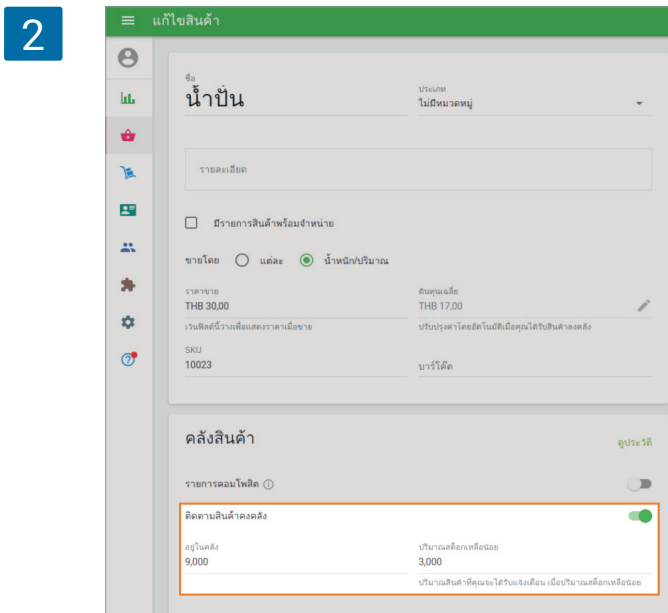 2
แก้ไขสินค้า
ชื่อ
น้ำปั่น
ประเภท
ไม่มีหมวดหมู่
รายละเอียด
มีรายการสินค้าพร้อมจำหน่าย
ขายโดย แต่ละ น้ำหนัก/ปริมาณ
ราคาขาย
THB 30,00
ต้นทุนเฉลี่ย
THB 17,00
เว้นฟิลด์นี้ว่างเพื่อแสดงราคาเมื่อขาย
ปรับปรุงค่าโดยอัตโนมัติเมื่อคุณได้รับสินค้าลงคลัง
SKU
10023
บาร์โค๊ด
คลังสินค้า
ดูประวัติ
รายการคอมโพสิต
ติดตามสินค้าคงคลัง
อยู่ในคลัง
9,000
ปริมาณสต็อกเหลือน้อย
3,000
ปริมาณสินค้าที่คุณจะได้รับแจ้งเตือน เมื่อปริมาณสต็อกเหลือน้อย